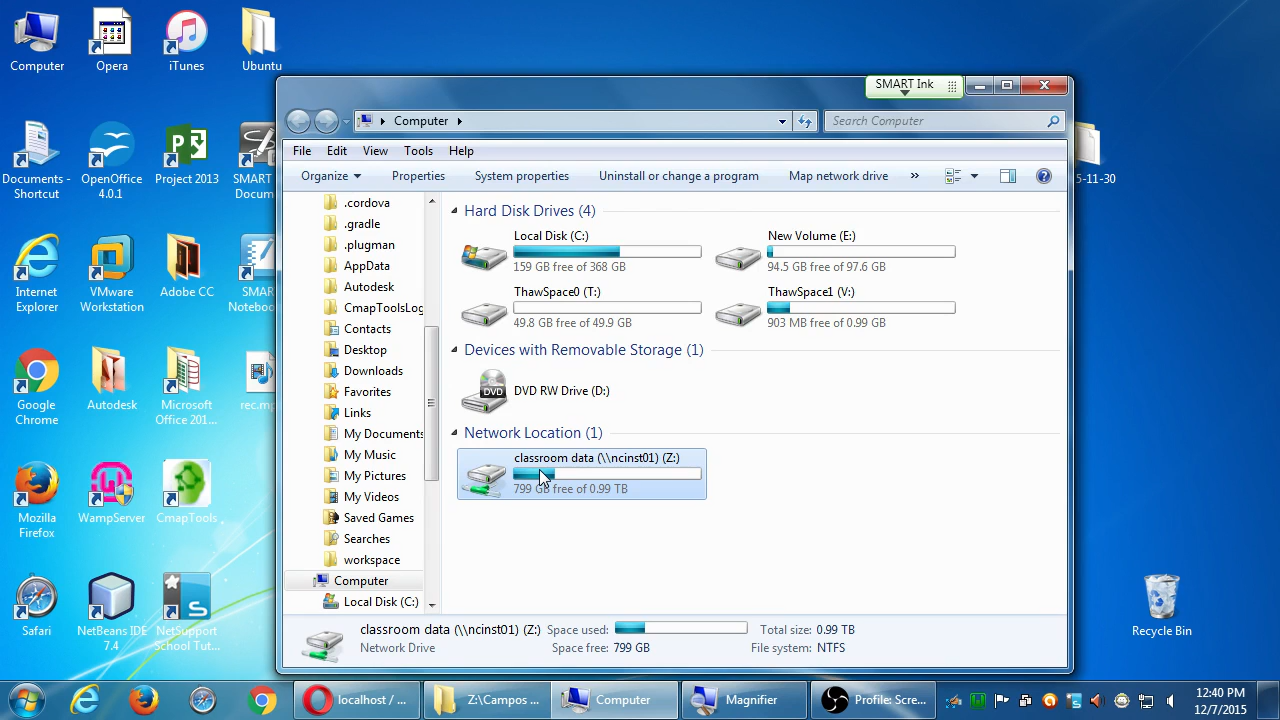 Computer
Opera
iTunes
Ubuntu
SMART Ink
Computer
Search Computer
File Edit View Tools Help
Organize Properties System properties Uninstall or change a program Map network drive »
Documents - Shortcut
OpenOffice 4.0.1
Project 2013
SMART Docum...
5-11-30
Internet Explorer
VMware Workstation
Adobe CC
SMAR Noteboo
Google Chrome
Autodesk
Microsoft Office 201...
rec.mp
Mozilla Firefox
WampServer
CmapTools
Safari
NetBeans IDE 7.4
NetSupport School Tut...
.cordova
.gradle
.plugman
AppData
Autodesk
CmapToolsLog
Contacts
Desktop
Downloads
Favorites
Links
My Documents
My Music
My Pictures
My Videos
Saved Games
Searches
workspace
Computer
Local Disk (C:)
Hard Disk Drives (4)
Local Disk (C:)
159 GB free of 368 GB
New Volume (E:)
94.5 GB free of 97.6 GB
ThawSpace0 (T:)
49.8 GB free of 49.9 GB
ThawSpace1 (V:)
903 MB free of 0.99 GB
Devices with Removable Storage (1)
DVD
DVD RW Drive (D:)
Network Location (1)
classroom data (\\ncinst01) (Z:)
799 GB free of 0.99 TB
classroom data (\\ncinst01) (Z:) Space used: Total size: 0.99 TB
Network Drive Space free: 799 GB File system: NTFS
Recycle Bin
localhost / ...
Z:\Campos ...
Computer
Magnifier
Profile: Scre...
12:40 PM
12/7/2015